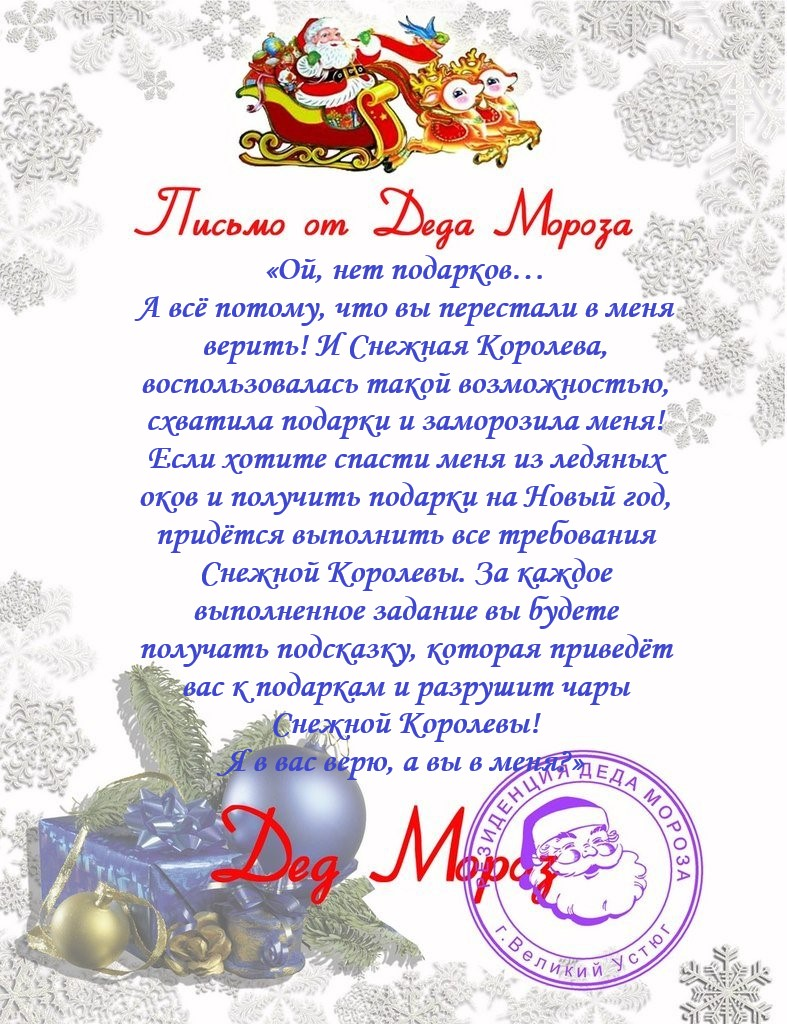 Письмо от Деда Мороза
«Ой, нет подарков…
А всё потому, что вы перестали в меня
верить! И Снежная Королева,
воспользовалась такой возможностью,
схватила подарки и заморозила меня!
Если хотите спасти меня из ледяных
оков и получить подарки на Новый год,
придётся выполнить все требования
Снежной Королевы. За каждое
выполненное задание вы будете
получать подсказку, которая приведёт
вас к подаркам и разрушит чары
Снежной Королевы!
Я в вас верю, а вы в меня?»
Дед Мороз
РЕЗИДЕНЦИЯ ДЕДА МОРОЗА
г. Великий Устюг